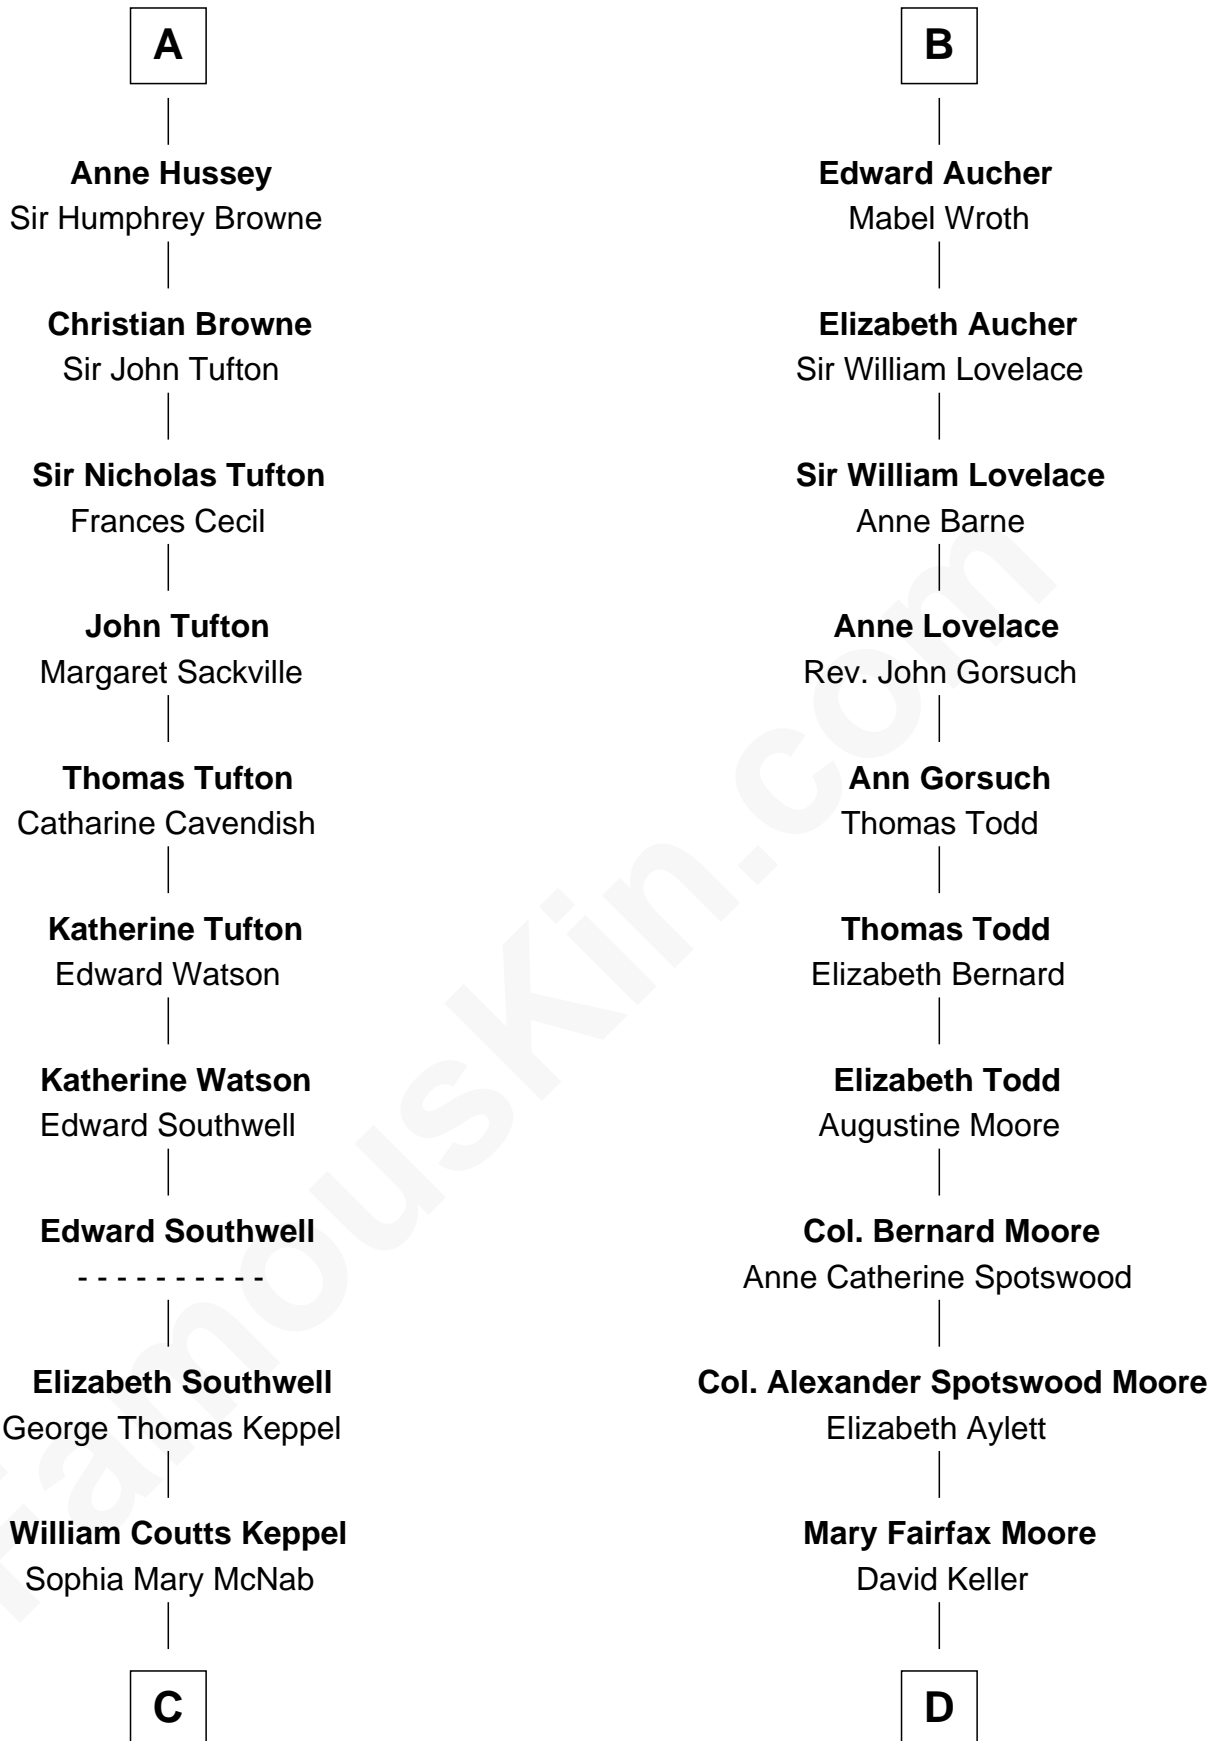 A
Anne Hussey
Sir Humphrey Browne
Christian Browne
Sir John Tufton
Sir Nicholas Tufton
Frances Cecil
John Tufton
Margaret Sackville
Thomas Tufton
Catharine Cavendish
Katherine Tufton
Edward Watson
Katherine Watson
Edward Southwell
Edward Southwell
- - - - - - - - - -
Elizabeth Southwell
George Thomas Keppel
William Coutts Keppel
Sophia Mary McNab
C
B
Edward Aucher
Mabel Wroth
Elizabeth Aucher
Sir William Lovelace
Sir William Lovelace
Anne Barne
Anne Lovelace
Rev. John Gorsuch
Ann Gorsuch
Thomas Todd
Thomas Todd
Elizabeth Bernard
Elizabeth Todd
Augustine Moore
Col. Bernard Moore
Anne Catherine Spotswood
Col. Alexander Spotswood Moore
Elizabeth Aylett
Mary Fairfax Moore
David Keller
D
FamousKin.com